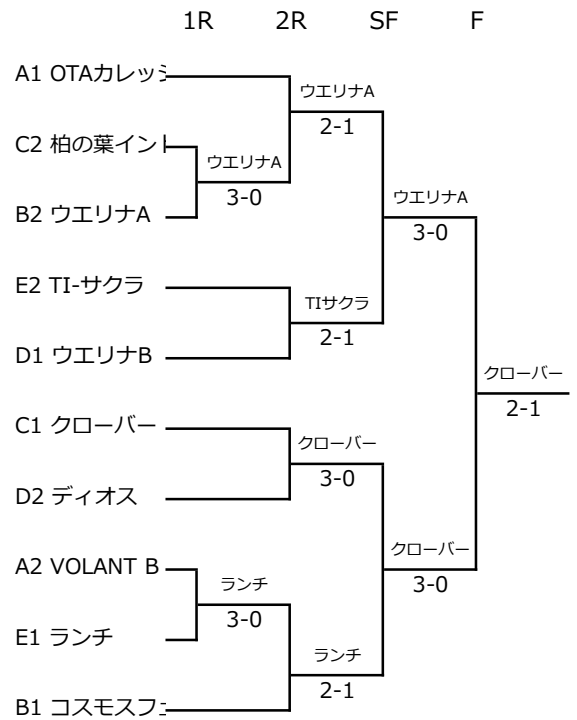 1R 2R SF F
A1 OTAカレッジ
ウエリナA
2-1
C2 柏の葉イン
ウエリナA
3-0
ウエリナA
3-0
B2 ウエリナA
E2 TI-サクラ
TIサクラ
2-1
D1 ウエリナB
クローバー
2-1
C1 クローバー
クローバー
3-0
D2 ディオス
A2 VOLANT B
クローバー
3-0
ランチ
3-0
E1 ランチ
ランチ
2-1
B1 コスモスフ